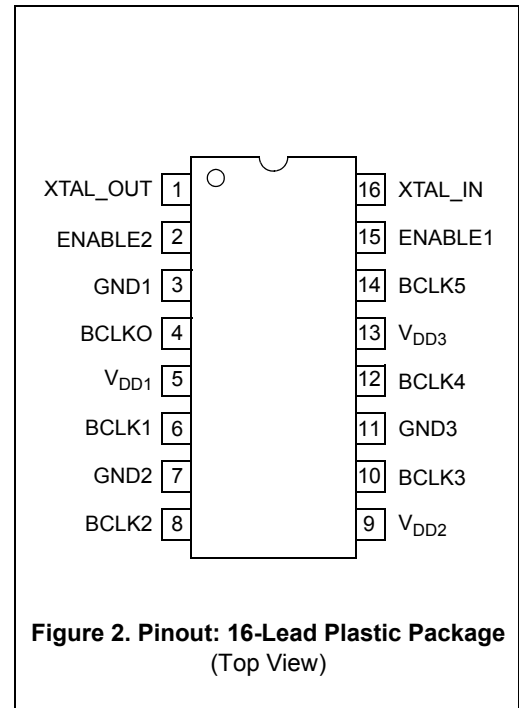 XTAL_OUT 1 16 XTAL_IN
ENABLE2 2 15 ENABLE1
GND1 3 14 BCLK5
BCLKO 4 13 VDD3
VDD1 5 12 BCLK4
BCLK1 6 11 GND3
GND2 7 10 BCLK3
BCLK2 8 9 VDD2
Figure 2. Pinout: 16-Lead Plastic Package
(Top View)